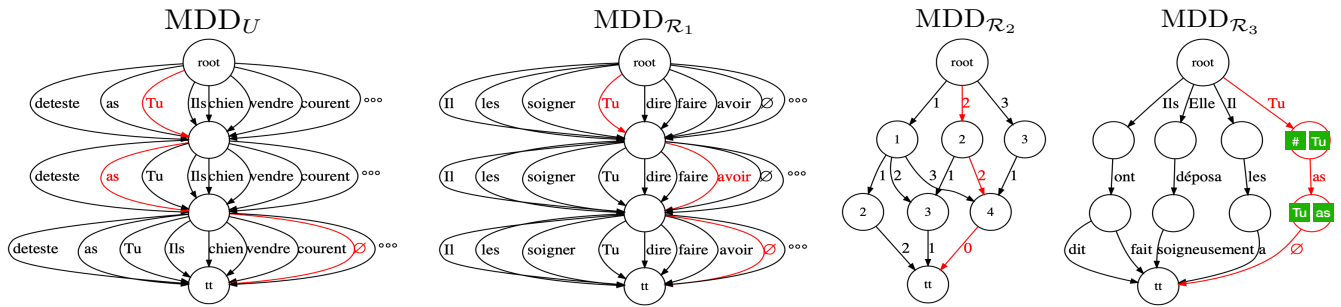 MDD_U
root
deteste as Tu Ils chien vendre courent °°°
deteste as Tu Ils chien vendre courent °°°
deteste as Tu Ils chien vendre courent ∅ °°°
tt
MDD_R1
root
Il les soigner Tu dire faire avoir ∅ °°°
Il les soigner Tu dire faire avoir ∅ °°°
Il les soigner Tu dire faire avoir ∅ °°°
tt
MDD_R2
root
1 2 3
1 2 3
1 2 3 1 2 1
2 3 4
2 1 0
tt
MDD_R3
root
Ils Elle Il Tu
# Tu
ont déposa les as
Tu as
dit fait soigneusement a ∅
tt